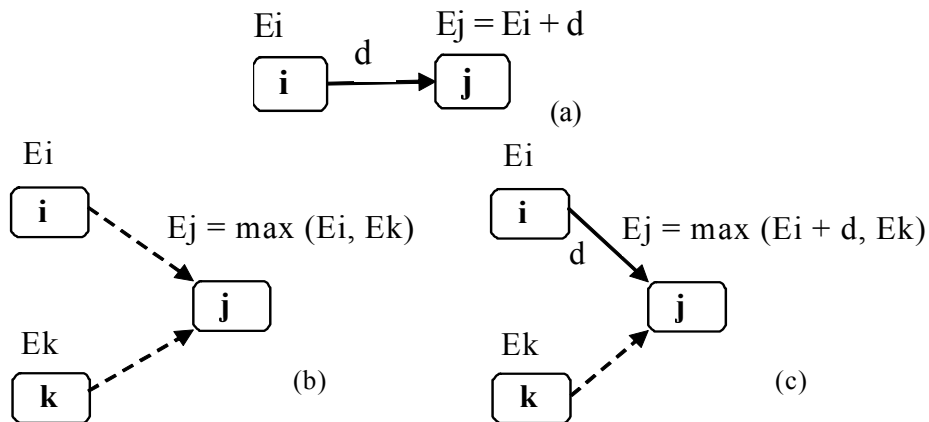 Ei
Ej = Ei + d
d
i
j
(a)
Ei
i
Ej = max (Ei, Ek)
j
Ek
k
(b)
Ei
i
Ej = max (Ei + d, Ek)
d
j
Ek
k
(c)